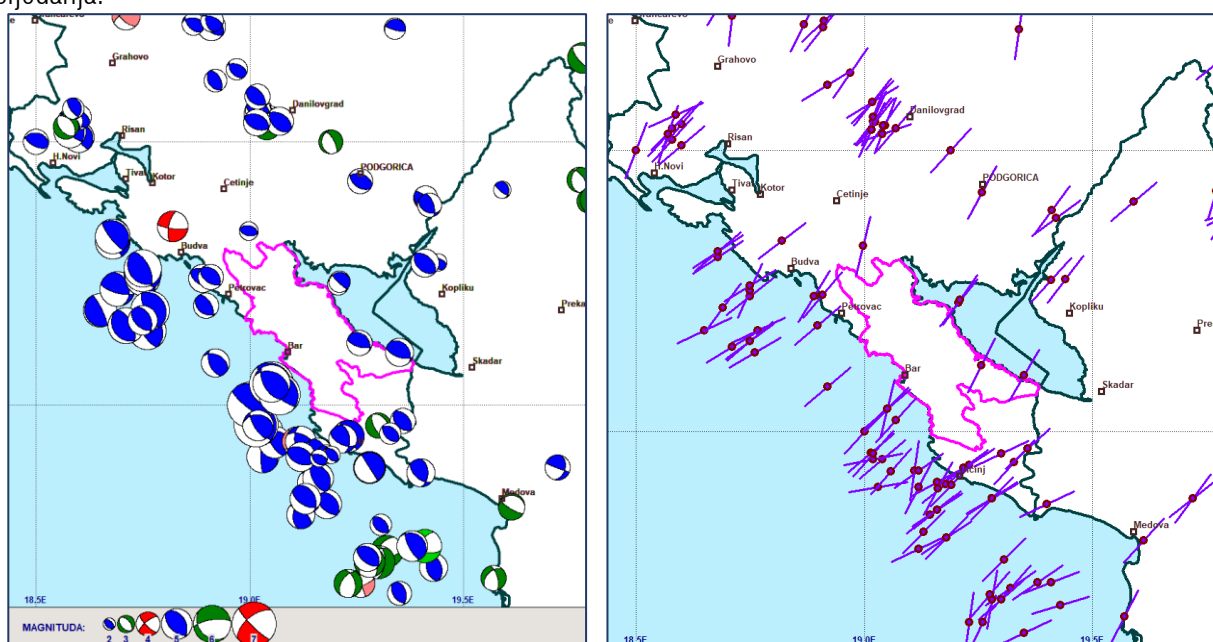 Grahovo
Danilovgrad
Risan
H.Novi
Tivat
Kotor
Cetinje
PODGORICA
Budva
Petrovac
Kopliku
Preka
Bar
Skadar
Medova
18.5E
19.0E
19.5E
MAGNITUDA:
2 3 4 5 6 7
Grahovo
Danilovgrad
Risan
H.Novi
Tivat
Kotor
PODGORICA
Cetinje
Budva
Petrovac
Kopliku
Pre
Bar
Skadar
cinj
Medova
18.5E
19.0E
19.5E